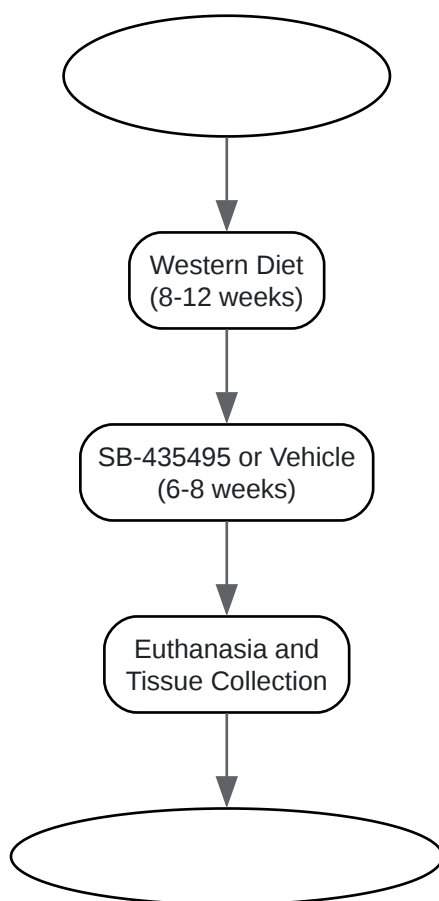 Western Diet
(8-12 weeks)
SB-435495 or Vehicle
(6-8 weeks)
Euthanasia and
Tissue Collection